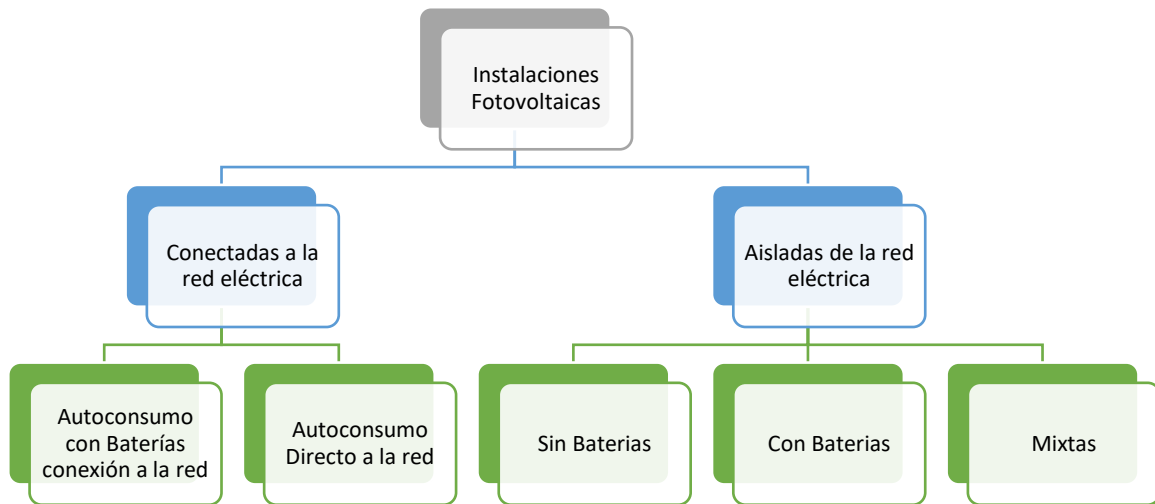 Instalaciones
Fotovoltaicas
Conectadas a la
red eléctrica
Aisladas de la red
eléctrica
Autoconsumo
con Baterías
conexión a la red
Autoconsumo
Directo a la red
Sin Baterias
Con Baterias
Mixtas